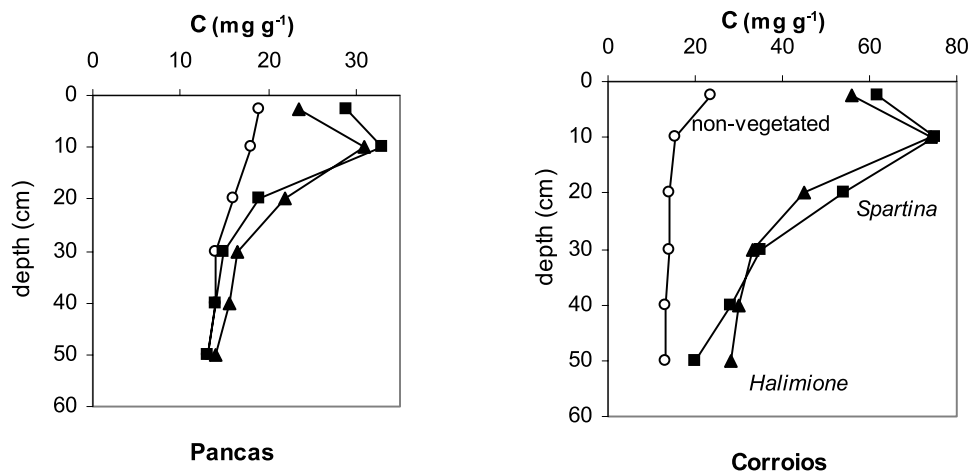 C (mg g-1)
0 10 20 30
0
10
20
30
40
50
60
depth (cm)
Pancas
C (mg g-1)
0 20 40 60 80
0
10
20
30
40
50
60
depth (cm)
non-vegetated
Spartina
Halimione
Corroios